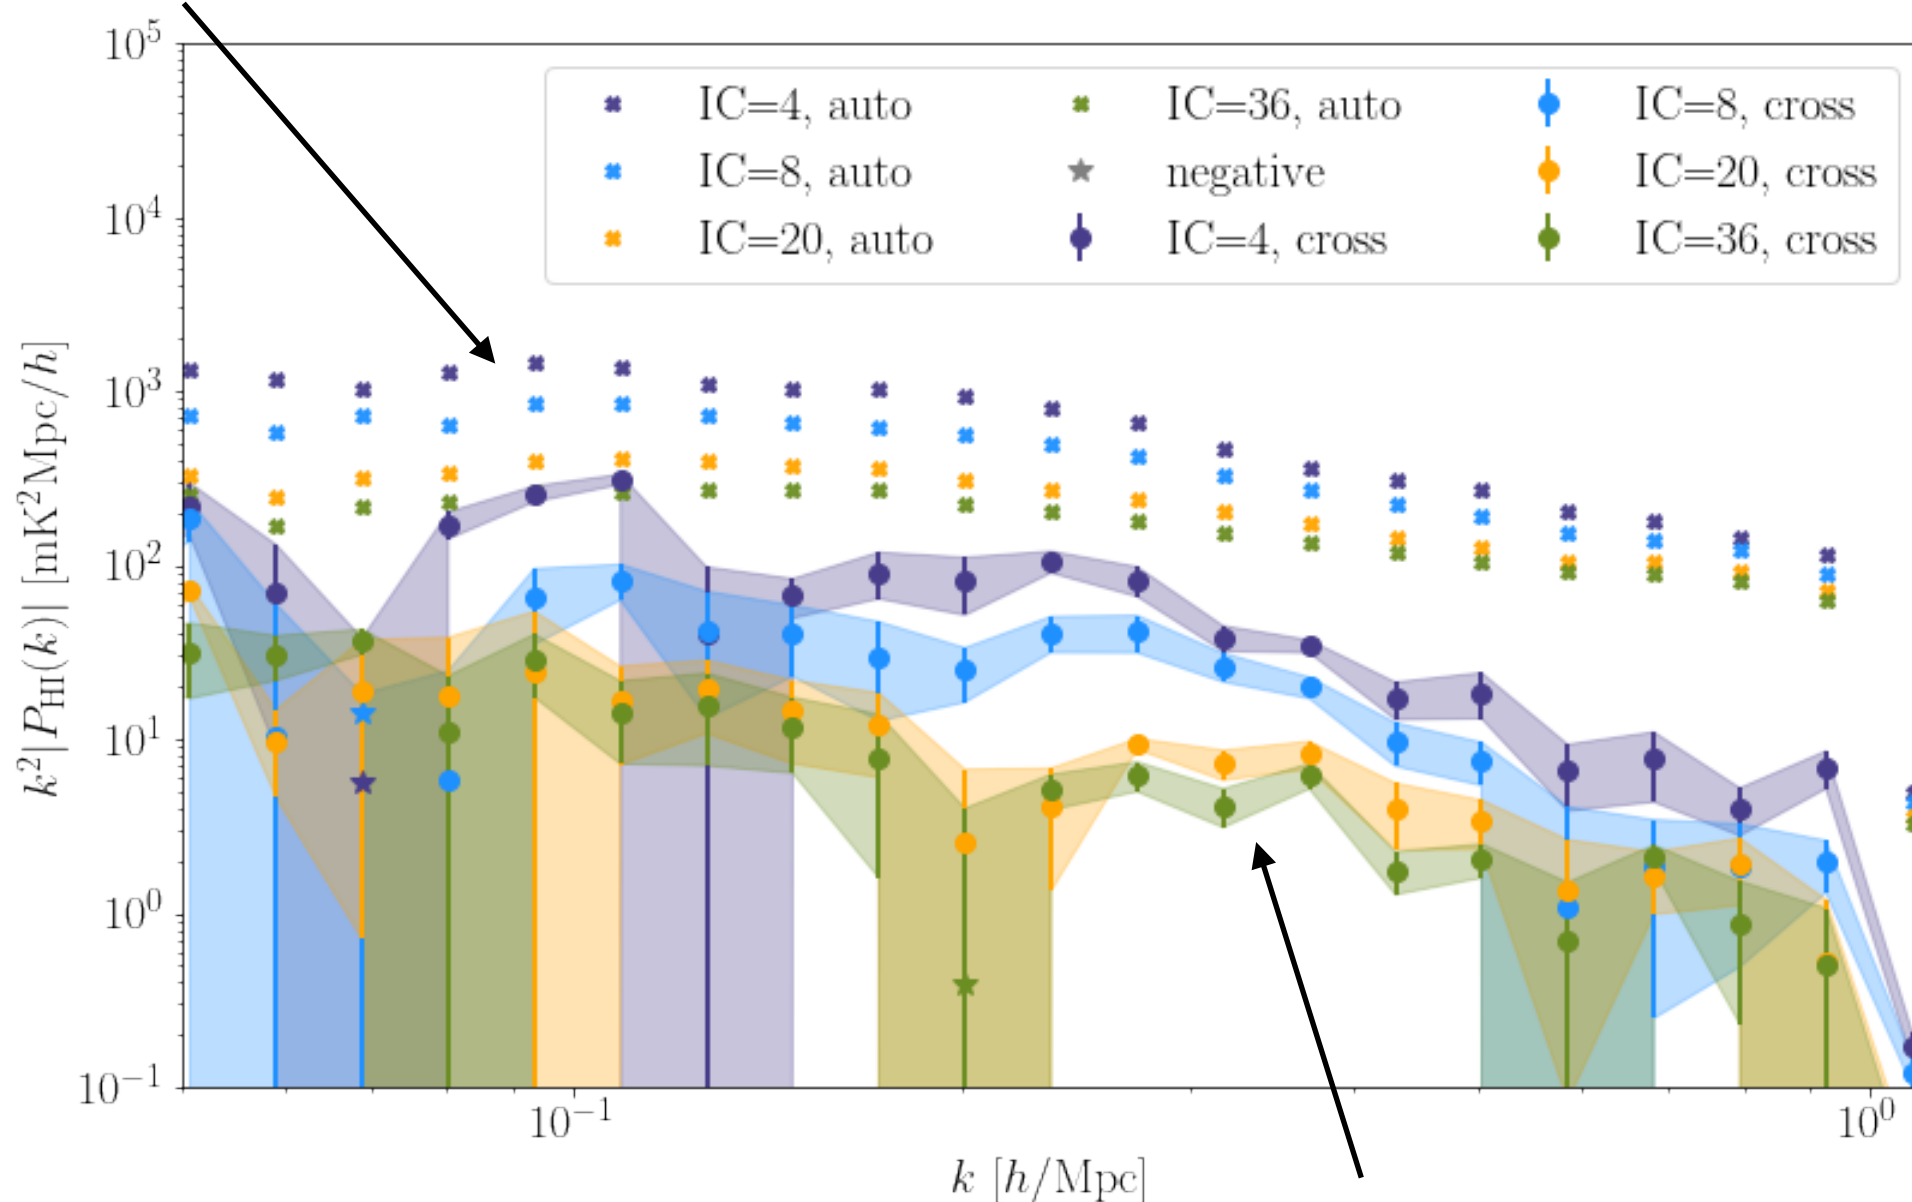 10^5
10^4
10^3
10^2
10^1
10^0
10^{-1}
k^2|P_{HI}(k)| [mK^2Mpc/h]
IC=4, auto
IC=8, auto
IC=20, auto
IC=36, auto
negative
IC=4, cross
IC=8, cross
IC=20, cross
IC=36, cross
10^{-1}
10^0
k [h/Mpc]